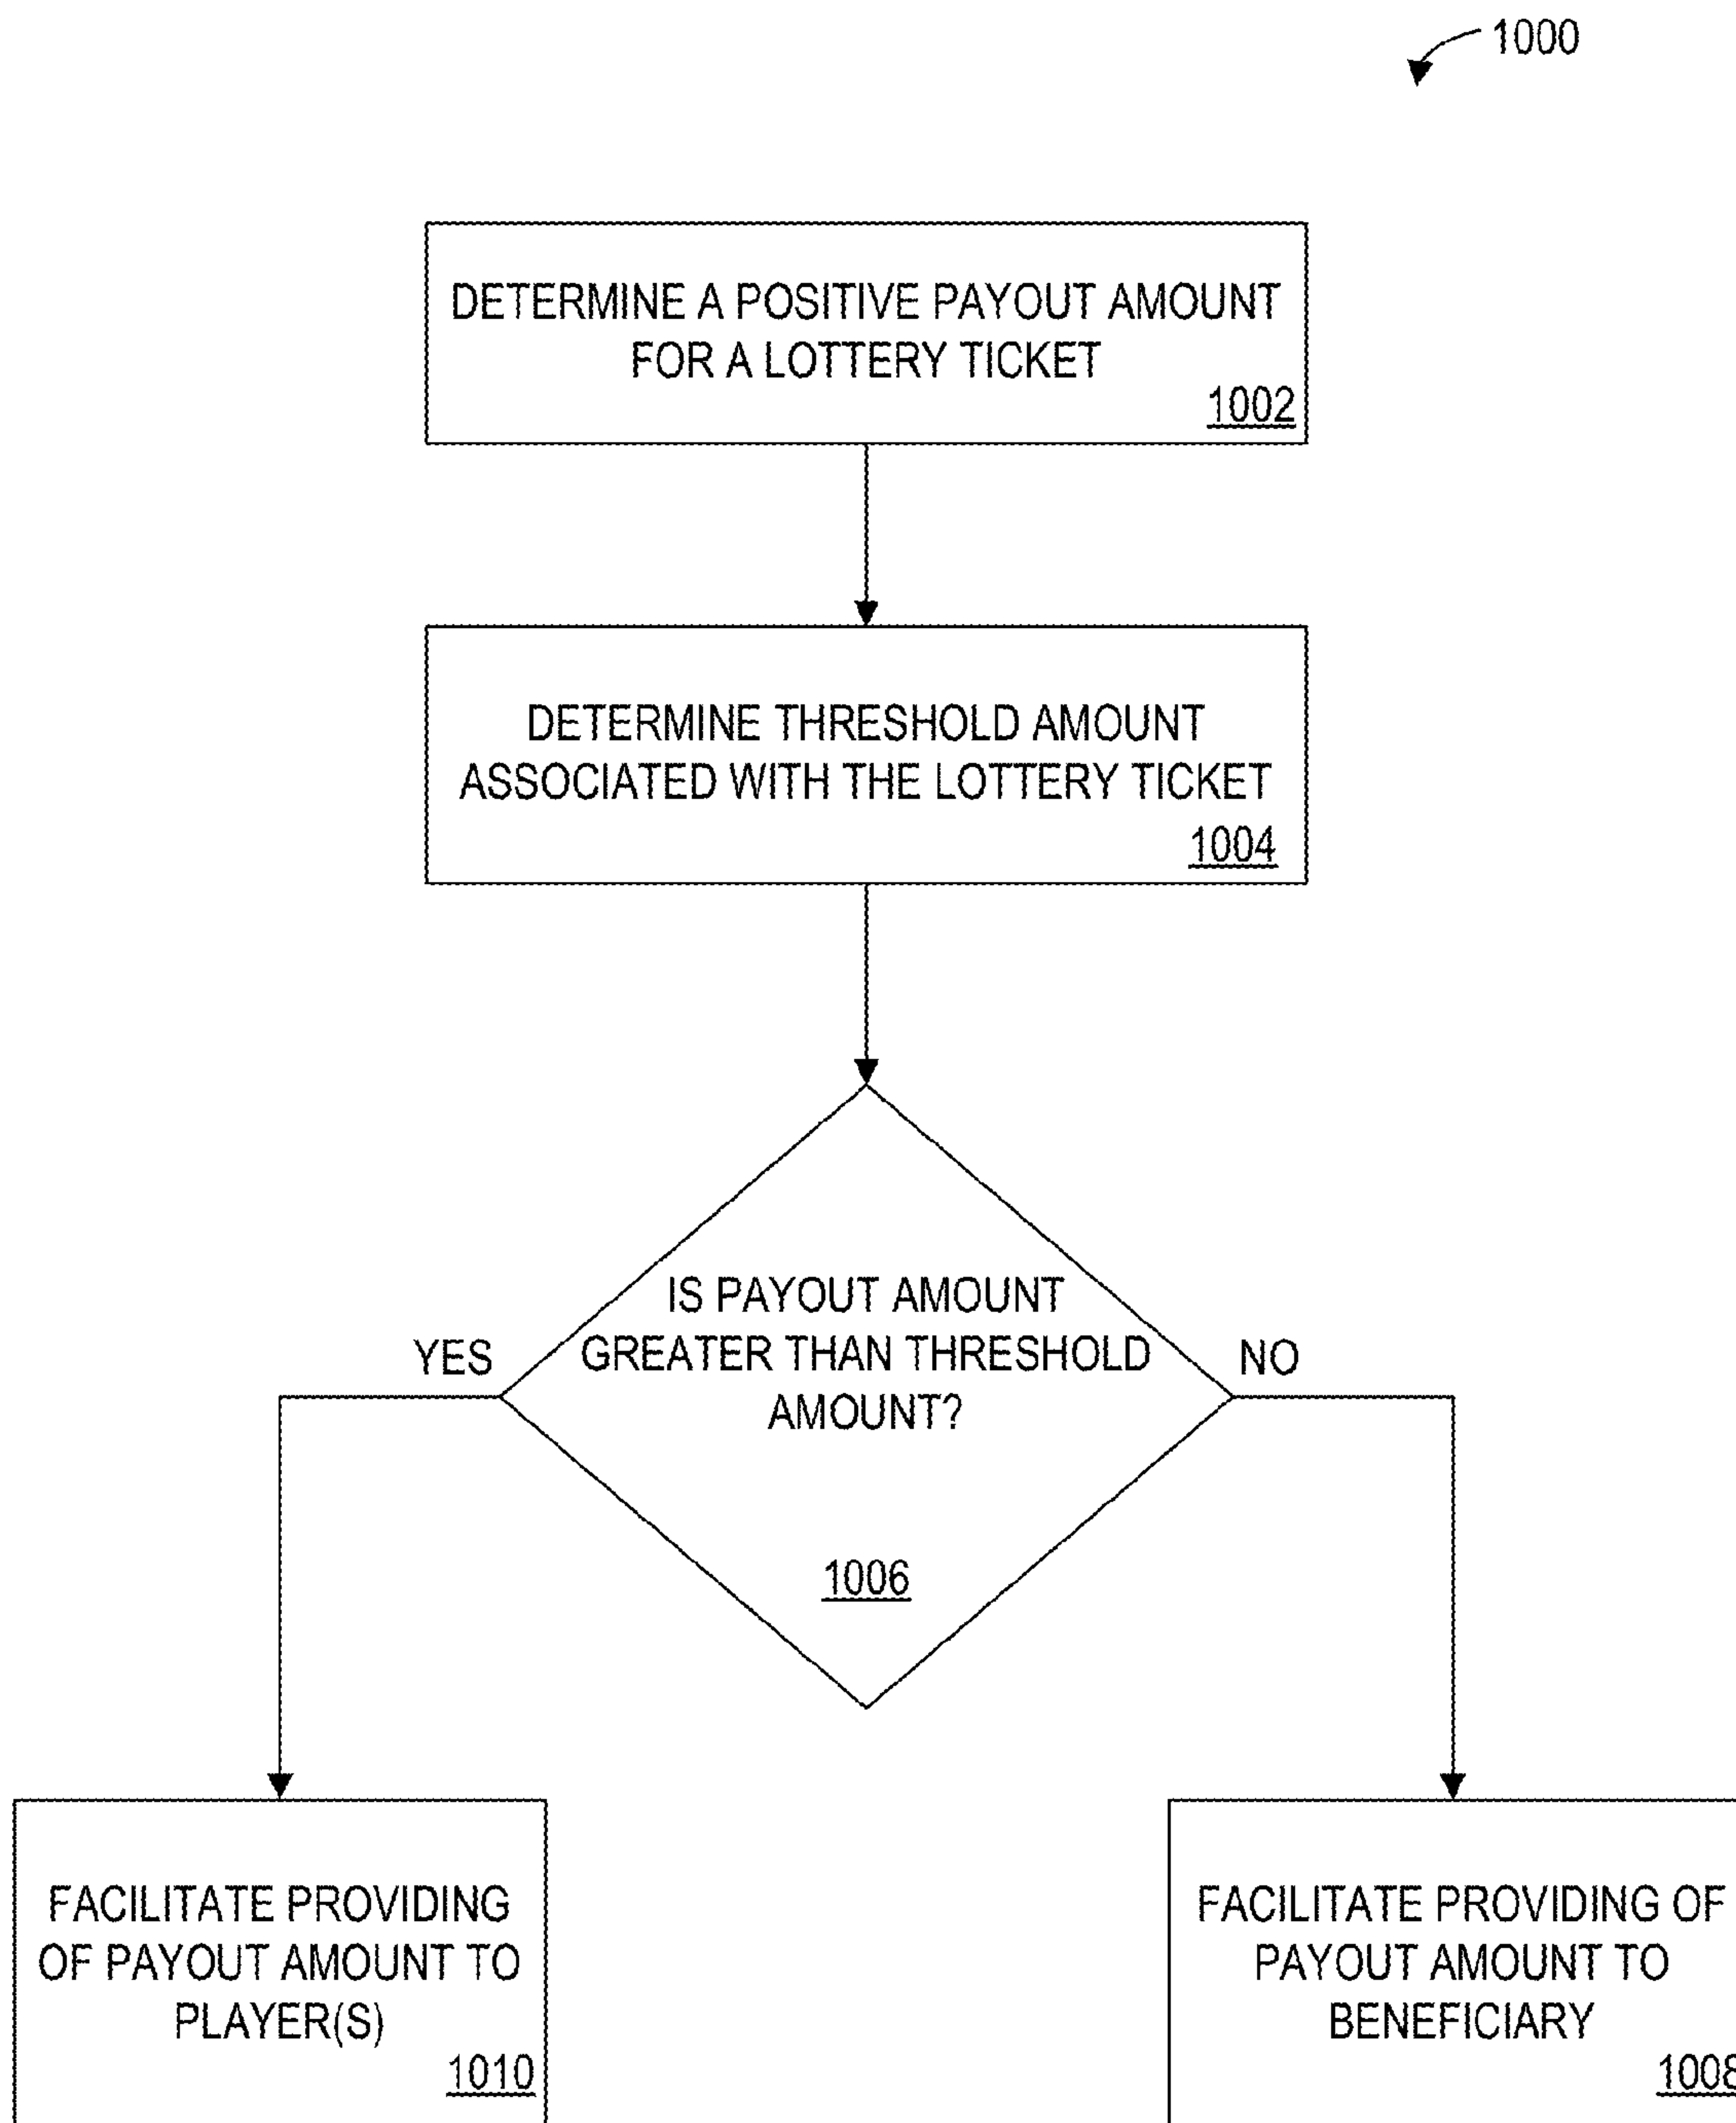 1000
DETERMINE A POSITIVE PAYOUT AMOUNT
FOR A LOTTERY TICKET
1002
DETERMINE THRESHOLD AMOUNT
ASSOCIATED WITH THE LOTTERY TICKET
1004
IS PAYOUT AMOUNT
GREATER THAN THRESHOLD
AMOUNT?
YES
NO
1006
FACILITATE PROVIDING
OF PAYOUT AMOUNT TO
PLAYER(S)
1010
FACILITATE PROVIDING OF
PAYOUT AMOUNT TO
BENEFICIARY
1008